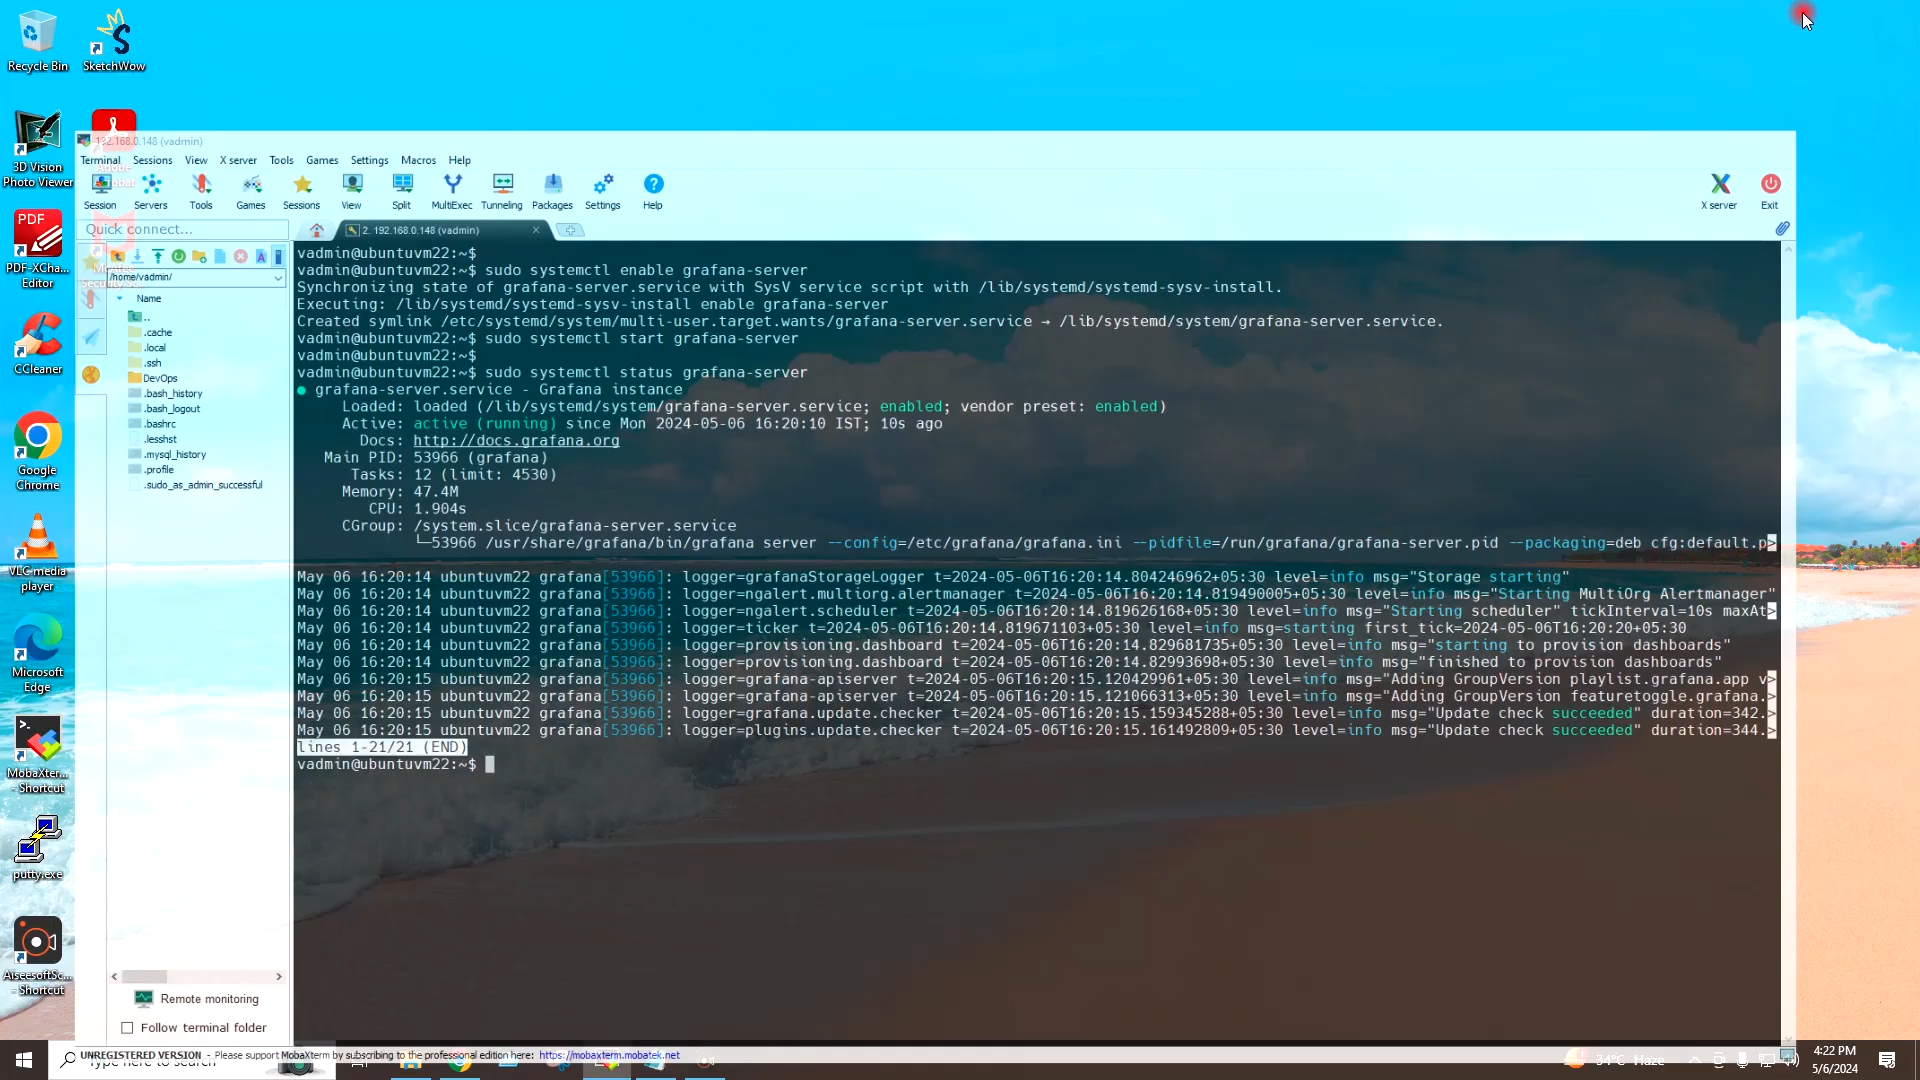 Recycle Bin
SketchWow
3D Vision
Photo Viewer
PDF-XCha...
Editor
CCleaner
Google
Chrome
VLC media
player
Microsoft
Edge
MobaXter...
- Shortcut
putty.exe
AiseesoftSc...
- Shortcut
192.168.0.148 (vadmin)
Terminal Sessions View X server Tools Games Settings Macros Help
Session Servers Tools Games Sessions View Split MultiExec Tunneling Packages Settings Help X server Exit
Quick connect...
2. 192.168.0.148 (vadmin)
/home/vadmin/
Name
..
.cache
.local
.ssh
DevOps
.bash_history
.bash_logout
.bashrc
.lesshst
.mysql_history
.profile
.sudo_as_admin_successful
Remote monitoring
Follow terminal folder
vadmin@ubuntuvm22:~$
vadmin@ubuntuvm22:~$ sudo systemctl enable grafana-server
Synchronizing state of grafana-server.service with SysV service script with /lib/systemd/systemd-sysv-install.
Executing: /lib/systemd/systemd-sysv-install enable grafana-server
Created symlink /etc/systemd/system/multi-user.target.wants/grafana-server.service → /lib/systemd/system/grafana-server.service.
vadmin@ubuntuvm22:~$ sudo systemctl start grafana-server
vadmin@ubuntuvm22:~$
vadmin@ubuntuvm22:~$ sudo systemctl status grafana-server
● grafana-server.service - Grafana instance
Loaded: loaded (/lib/systemd/system/grafana-server.service; enabled; vendor preset: enabled)
Active: active (running) since Mon 2024-05-06 16:20:10 IST; 10s ago
Docs: http://docs.grafana.org
Main PID: 53966 (grafana)
Tasks: 12 (limit: 4530)
Memory: 47.4M
CPU: 1.904s
CGroup: /system.slice/grafana-server.service
└─53966 /usr/share/grafana/bin/grafana server --config=/etc/grafana/grafana.ini --pidfile=/run/grafana/grafana-server.pid --packaging=deb cfg:default.p>
May 06 16:20:14 ubuntuvm22 grafana[53966]: logger=grafanaStorageLogger t=2024-05-06T16:20:14.804246962+05:30 level=info msg="Storage starting"
May 06 16:20:14 ubuntuvm22 grafana[53966]: logger=ngalert.multiorg.alertmanager t=2024-05-06T16:20:14.819490005+05:30 level=info msg="Starting MultiOrg Alertmanager"
May 06 16:20:14 ubuntuvm22 grafana[53966]: logger=ngalert.scheduler t=2024-05-06T16:20:14.819626168+05:30 level=info msg="Starting scheduler" tickInterval=10s maxAt>
May 06 16:20:14 ubuntuvm22 grafana[53966]: logger=ticker t=2024-05-06T16:20:14.819671103+05:30 level=info msg=starting first_tick=2024-05-06T16:20:20+05:30
May 06 16:20:14 ubuntuvm22 grafana[53966]: logger=provisioning.dashboard t=2024-05-06T16:20:14.829681735+05:30 level=info msg="starting to provision dashboards"
May 06 16:20:14 ubuntuvm22 grafana[53966]: logger=provisioning.dashboard t=2024-05-06T16:20:14.82993698+05:30 level=info msg="finished to provision dashboards"
May 06 16:20:15 ubuntuvm22 grafana[53966]: logger=grafana-apiserver t=2024-05-06T16:20:15.120429961+05:30 level=info msg="Adding GroupVersion playlist.grafana.app v>
May 06 16:20:15 ubuntuvm22 grafana[53966]: logger=grafana-apiserver t=2024-05-06T16:20:15.121066313+05:30 level=info msg="Adding GroupVersion featuretoggle.grafana.>
May 06 16:20:15 ubuntuvm22 grafana[53966]: logger=grafana.update.checker t=2024-05-06T16:20:15.159345288+05:30 level=info msg="Update check succeeded" duration=342.>
May 06 16:20:15 ubuntuvm22 grafana[53966]: logger=plugins.update.checker t=2024-05-06T16:20:15.161492809+05:30 level=info msg="Update check succeeded" duration=344.>
lines 1-21/21 (END)
vadmin@ubuntuvm22:~$
UNREGISTERED VERSION - Please support MobaXterm by subscribing to the professional edition here: https://mobaxterm.mobatek.net
Type here to search
34°C Haze
4:22 PM
5/6/2024